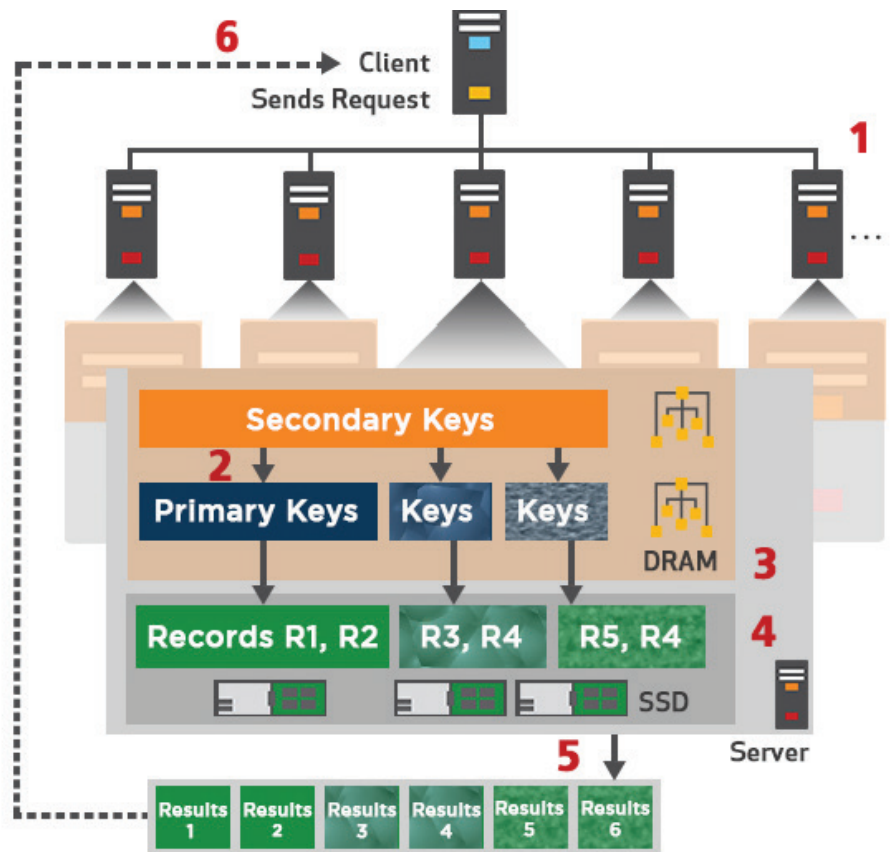 6
Client
Sends Request
1
...
Secondary Keys
2
Primary Keys
Keys
Keys
DRAM
3
Records R1, R2
R3, R4
R5, R4
4
SSD
Server
5
Results 1
Results 2
Results 3
Results 4
Results 5
Results 6